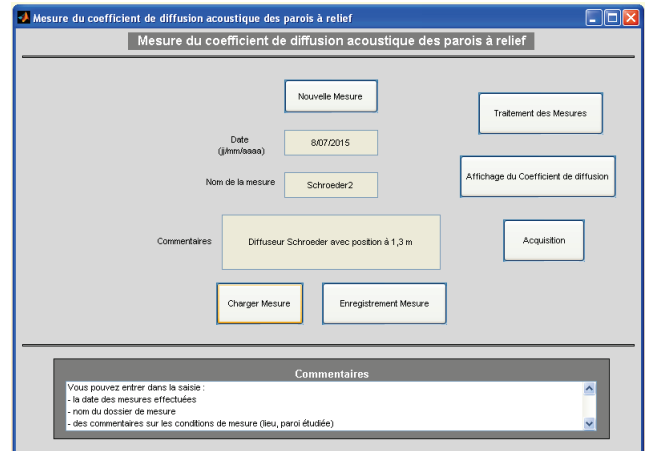 Mesure du coefficient de diffusion acoustique des parois à relief
Mesure du coefficient de diffusion acoustique des parois à relief
Nouvelle Mesure
Traitement des Mesures
Date
(jj/mm/aaaa)
8/07/2015
Nom de la mesure
Schroeder2
Affichage du Coefficient de diffusion
Commentaires
Diffuseur Schroeder avec position à 1,3 m
Acquisition
Charger Mesure
Enregistrement Mesure
Commentaires
Vous pouvez entrer dans la saisie :
- la date des mesures effectuées
- nom du dossier de mesure
- des commentaires sur les conditions de mesure (lieu, paroi étudiée)